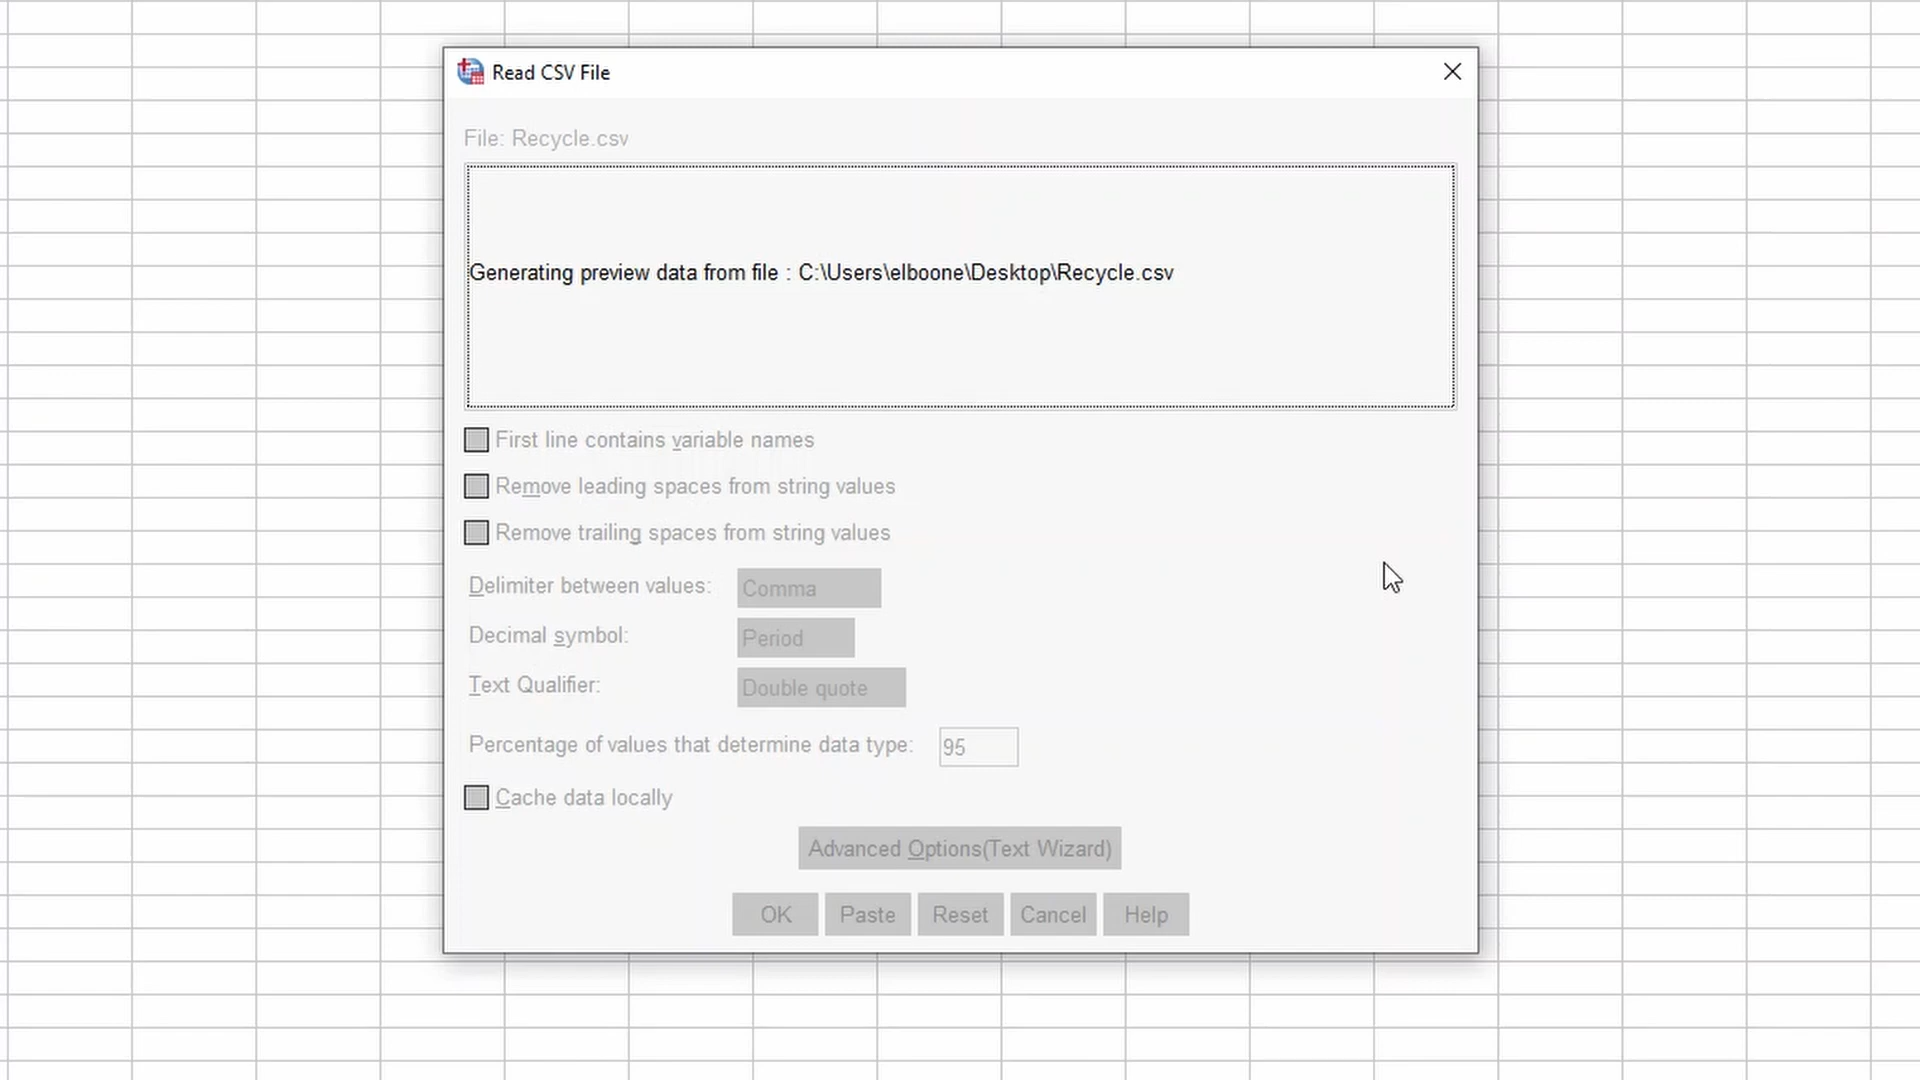 Read CSV File
File: Recycle.csv
Generating preview data from file : C:\Users\elboone\Desktop\Recycle.csv
First line contains variable names
Remove leading spaces from string values
Remove trailing spaces from string values
Delimiter between values: Comma
Decimal symbol: Period
Text Qualifier: Double quote
Percentage of values that determine data type: 95
Cache data locally
Advanced Options(Text Wizard)
OK Paste Reset Cancel Help